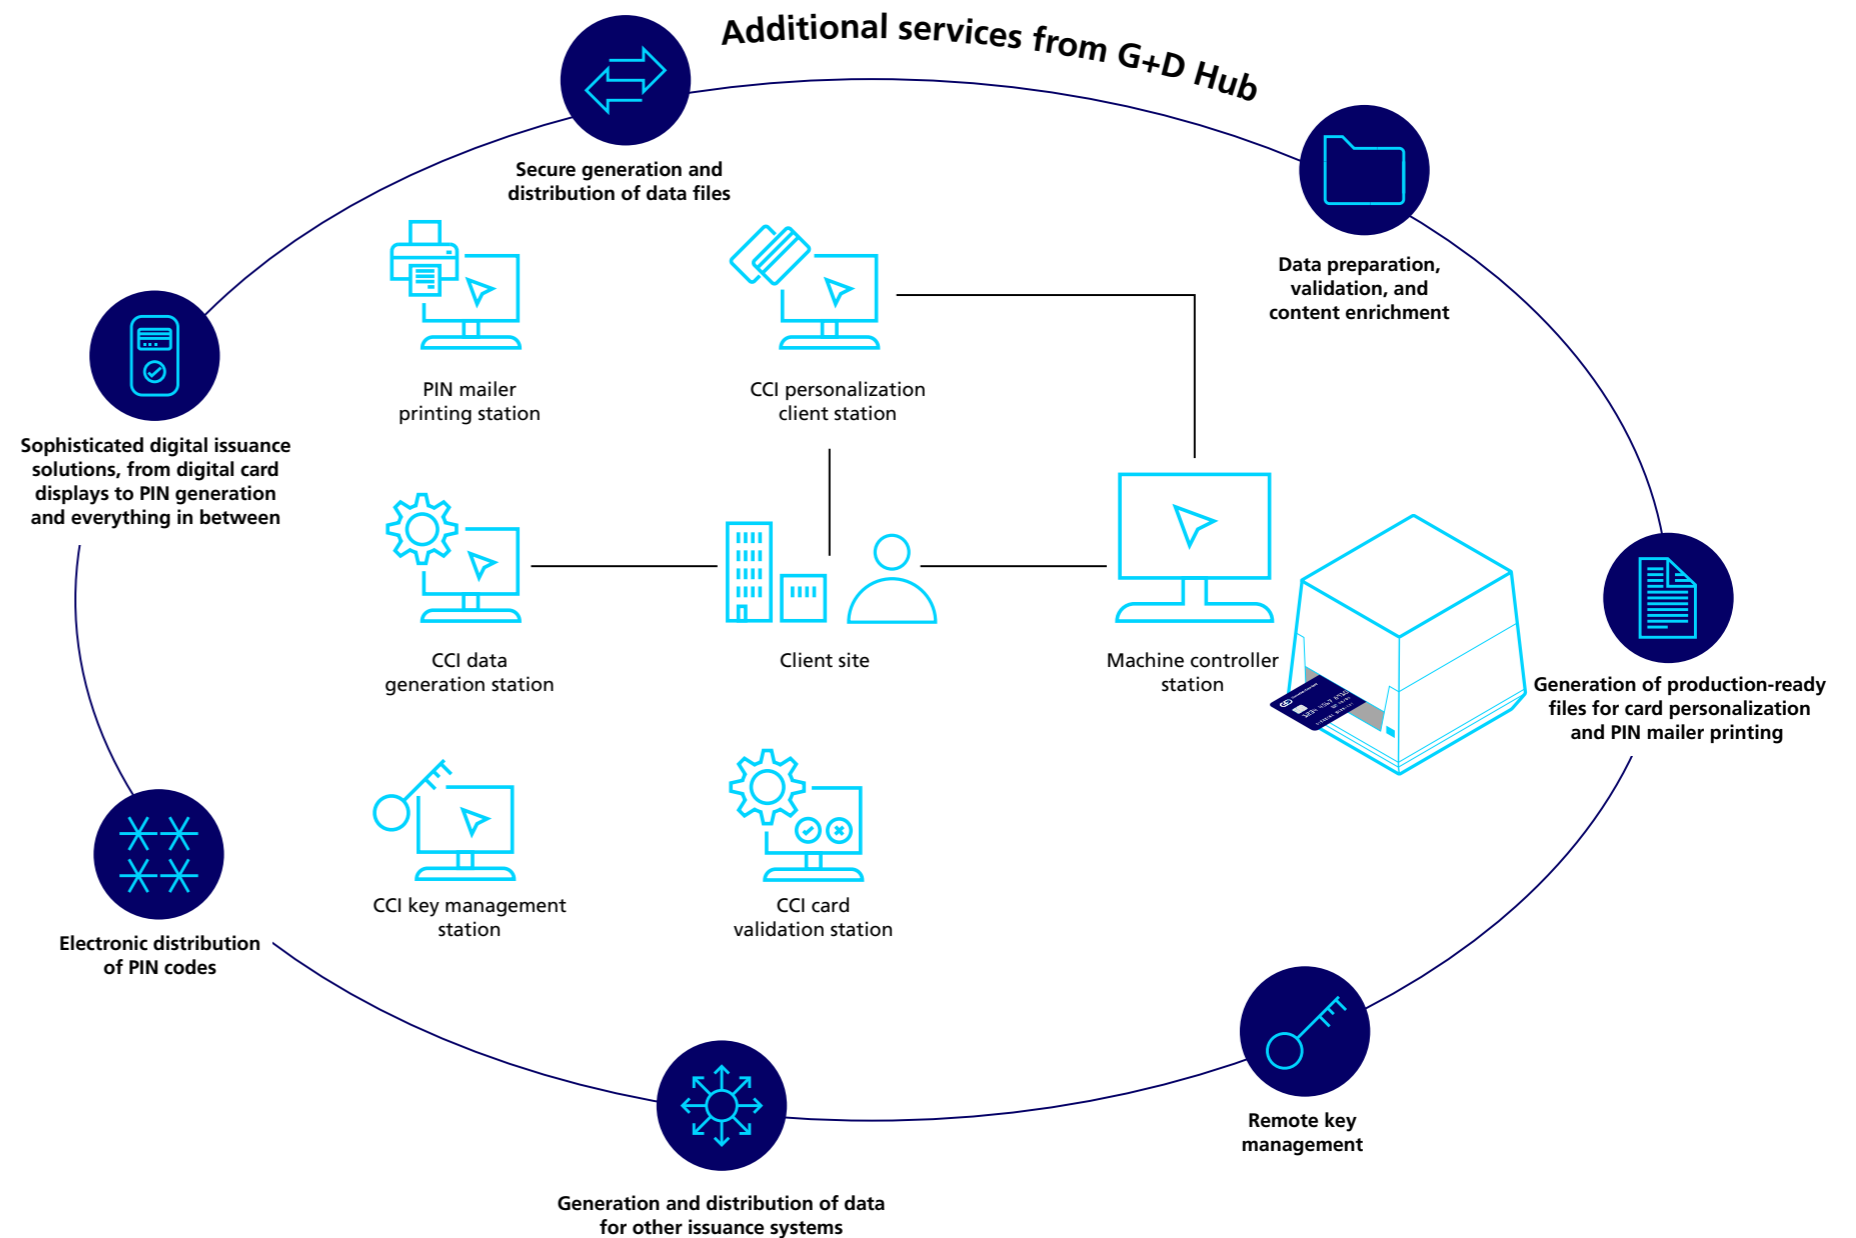 Additional services from G+D Hub
Secure generation and
distribution of data files
Data preparation,
validation, and
content enrichment
PIN mailer
printing station
CCI personalization
client station
Sophisticated digital issuance
solutions, from digital card
displays to PIN generation
and everything in between
CCI data
generation station
Client site
Machine controller
station
Generation of production-ready
files for card personalization
and PIN mailer printing
CCI key management
station
CCI card
validation station
Electronic distribution
of PIN codes
Remote key
management
Generation and distribution of data
for other issuance systems